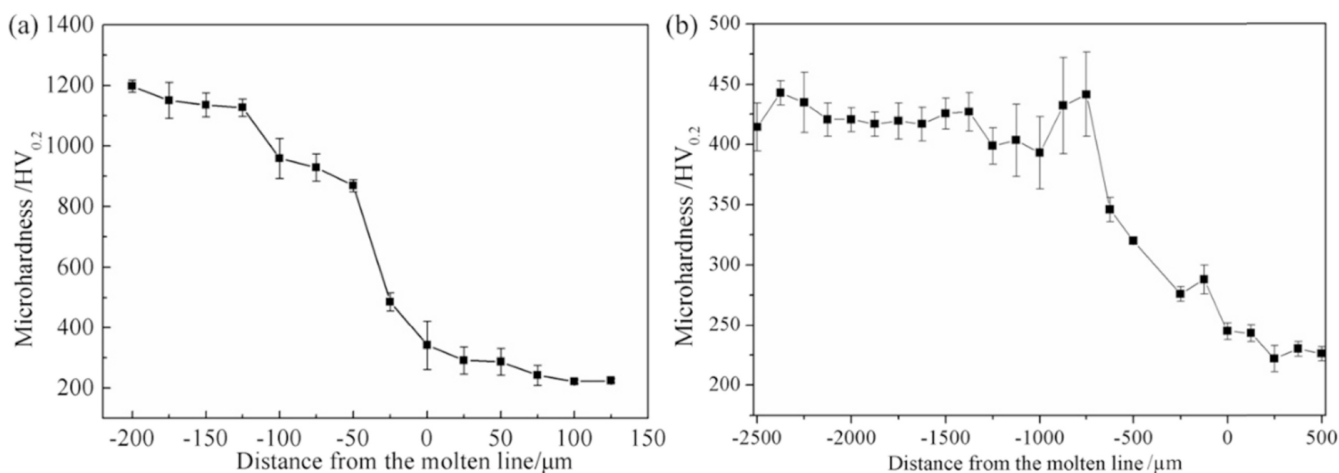 (a)
1400
1200
1000
800
600
400
200
Microhardness /HV0.2
-200 -150 -100 -50 0 50 100 150
Distance from the molten line/μm
(b)
500
450
400
350
300
250
200
Microhardness /HV0.2
-2500 -2000 -1500 -1000 -500 0 500
Distance from the molten line /μm